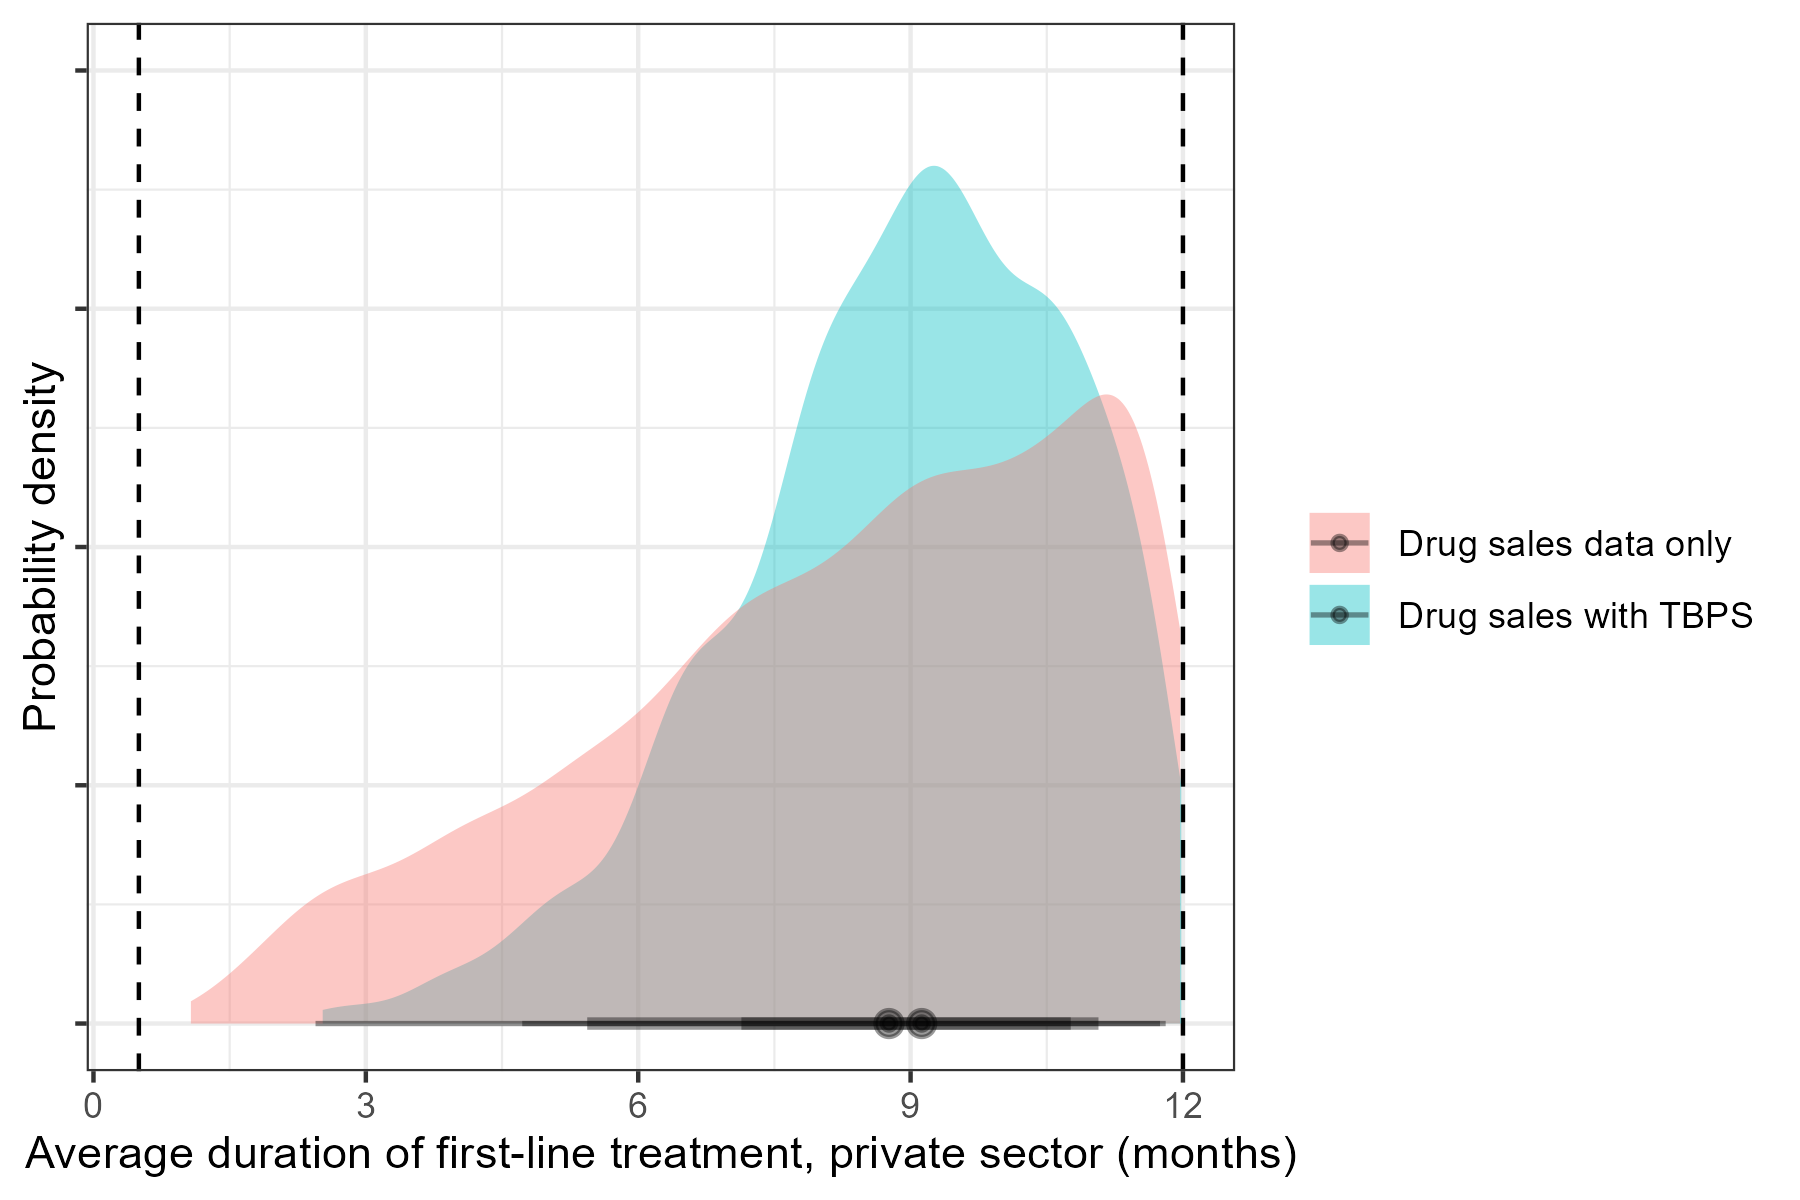 Probability density
0 3 6 9 12
Average duration of first-line treatment, private sector (months)
Drug sales data only
Drug sales with TBPS